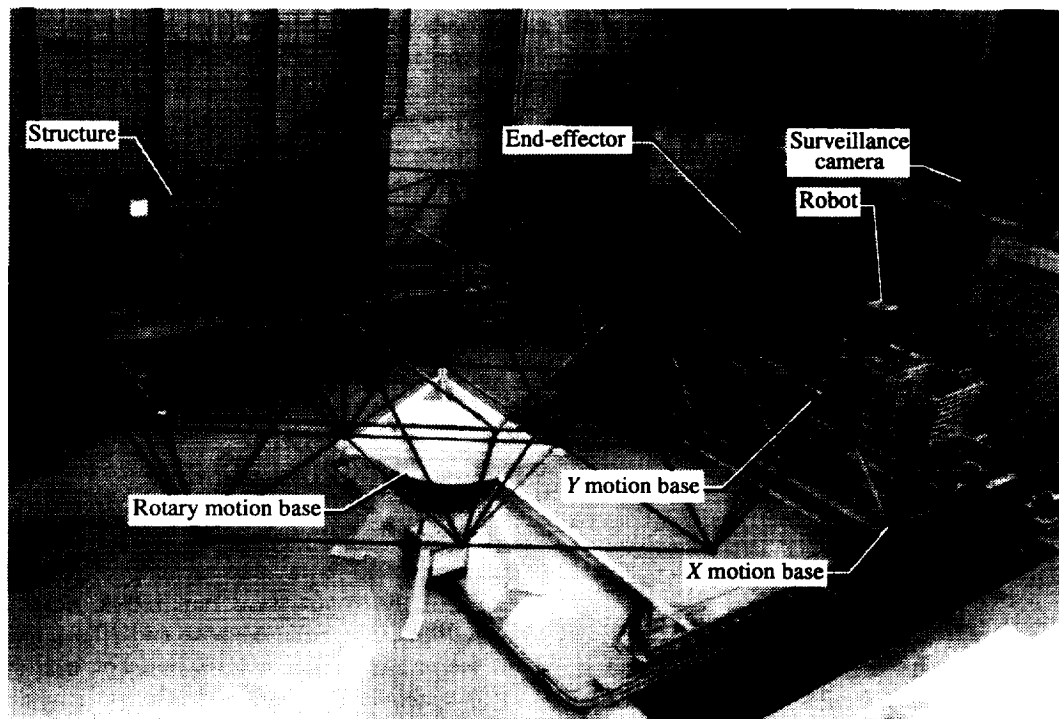 Structure
End-effector
Surveillance
camera
Robot
Rotary motion base
Y motion base
X motion base